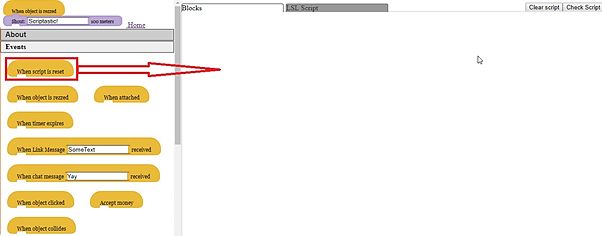 When object is rezzed
Shout: Scriptastic! 100 meters
Home
Blocks
LSL Script
Clear script
Check Script
About
Events
When script is reset
When object is rezzed
When attached
When timer expires
When Link Message SomeText received
When chat message Yay received
When object clicked
Accept money
When object collides